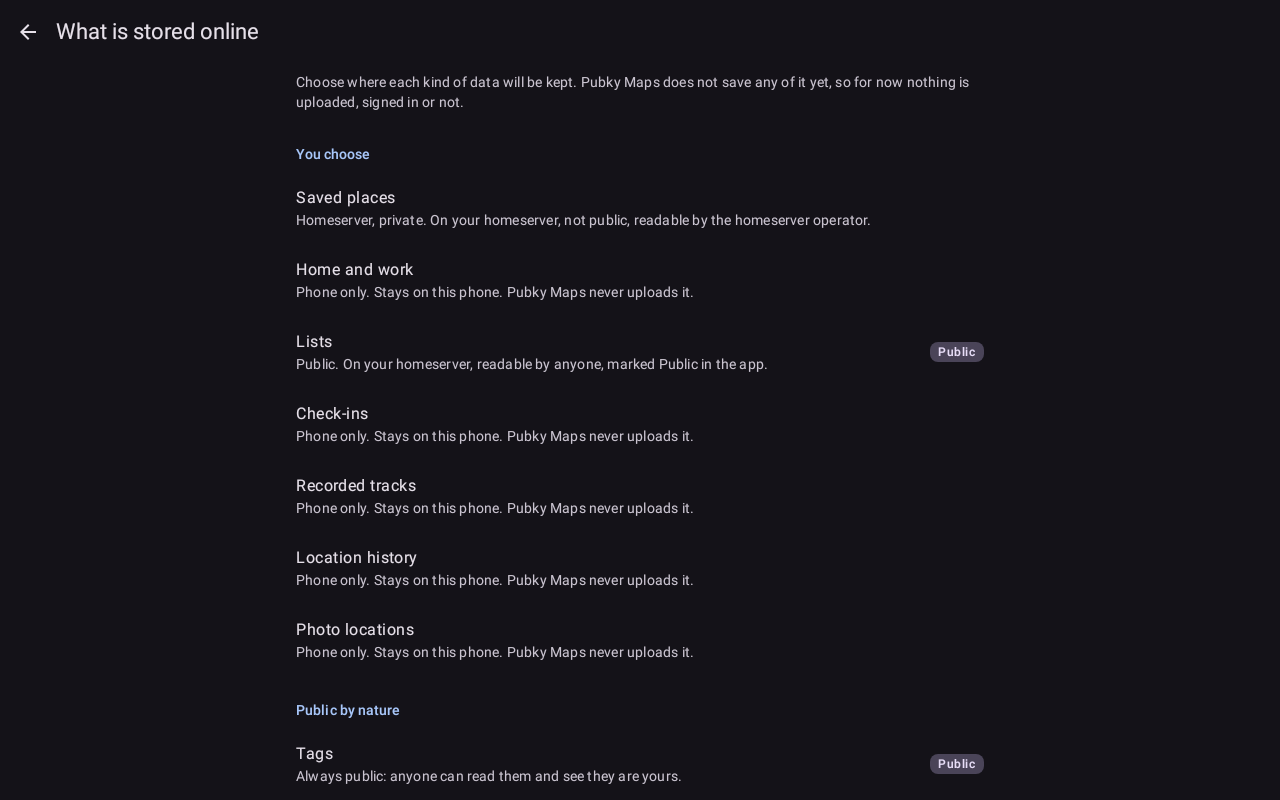 What is stored online
Choose where each kind of data will be kept. Pubky Maps does not save any of it yet, so for now nothing is
uploaded, signed in or not.
You choose
Saved places
Homeserver, private. On your homeserver, not public, readable by the homeserver operator.
Home and work
Phone only. Stays on this phone. Pubky Maps never uploads it.
Lists
Public. On your homeserver, readable by anyone, marked Public in the app.
Public
Check-ins
Phone only. Stays on this phone. Pubky Maps never uploads it.
Recorded tracks
Phone only. Stays on this phone. Pubky Maps never uploads it.
Location history
Phone only. Stays on this phone. Pubky Maps never uploads it.
Photo locations
Phone only. Stays on this phone. Pubky Maps never uploads it.
Public by nature
Tags
Always public: anyone can read them and see they are yours.
Public